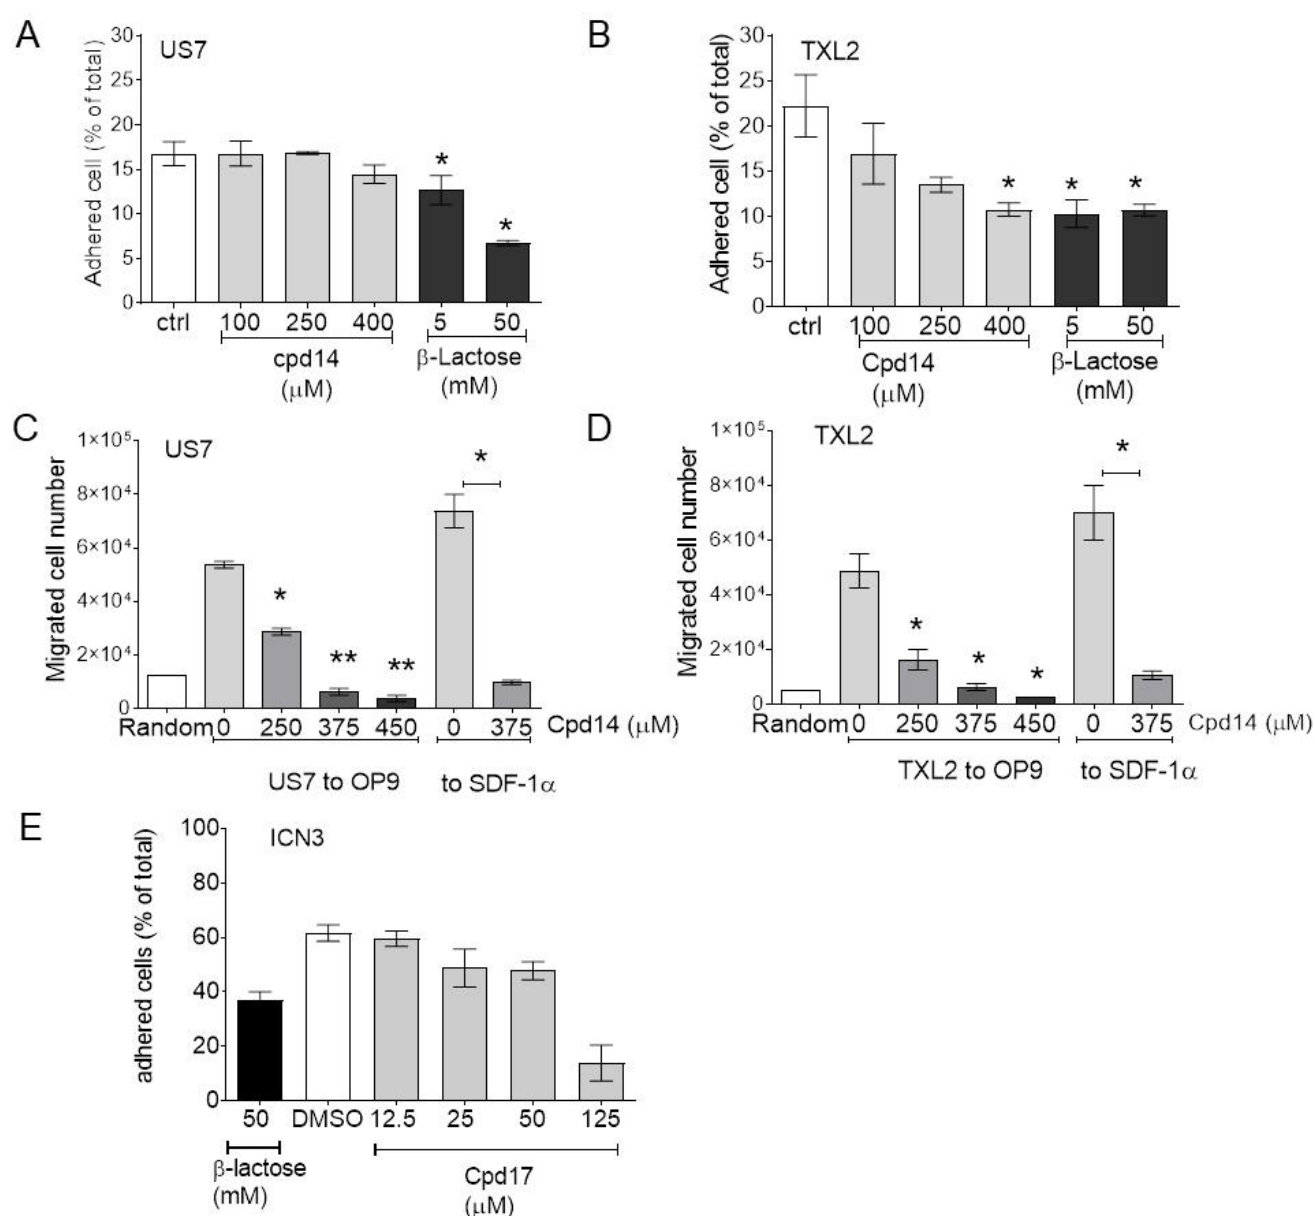 A
US7
Adhered cell (% of total)
30
25
20
15
10
5
0
*
*
ctrl 100 250 400 5 50
cpd14
(μM)
β-Lactose
(mM)
B
TXL2
Adhered cell (% of total)
30
25
20
15
10
5
0
* * *
ctrl 100 250 400 5 50
Cpd14
(μM)
β-Lactose
(mM)
C
US7
Migrated cell number
1×10⁵
8×10⁴
6×10⁴
4×10⁴
2×10⁴
0
*
*
** **
Random 0 250 375 450 0 375 Cpd14 (μM)
US7 to OP9 to SDF-1α
D
TXL2
Migrated cell number
1×10⁵
8×10⁴
6×10⁴
4×10⁴
2×10⁴
0
*
*
*
*
Random 0 250 375 450 0 375 Cpd14 (μM)
TXL2 to OP9 to SDF-1α
E
ICN3
adhered cells (% of total)
100
80
60
40
20
0
50 DMSO 12.5 25 50 125
β-lactose
(mM)
Cpd17
(μM)